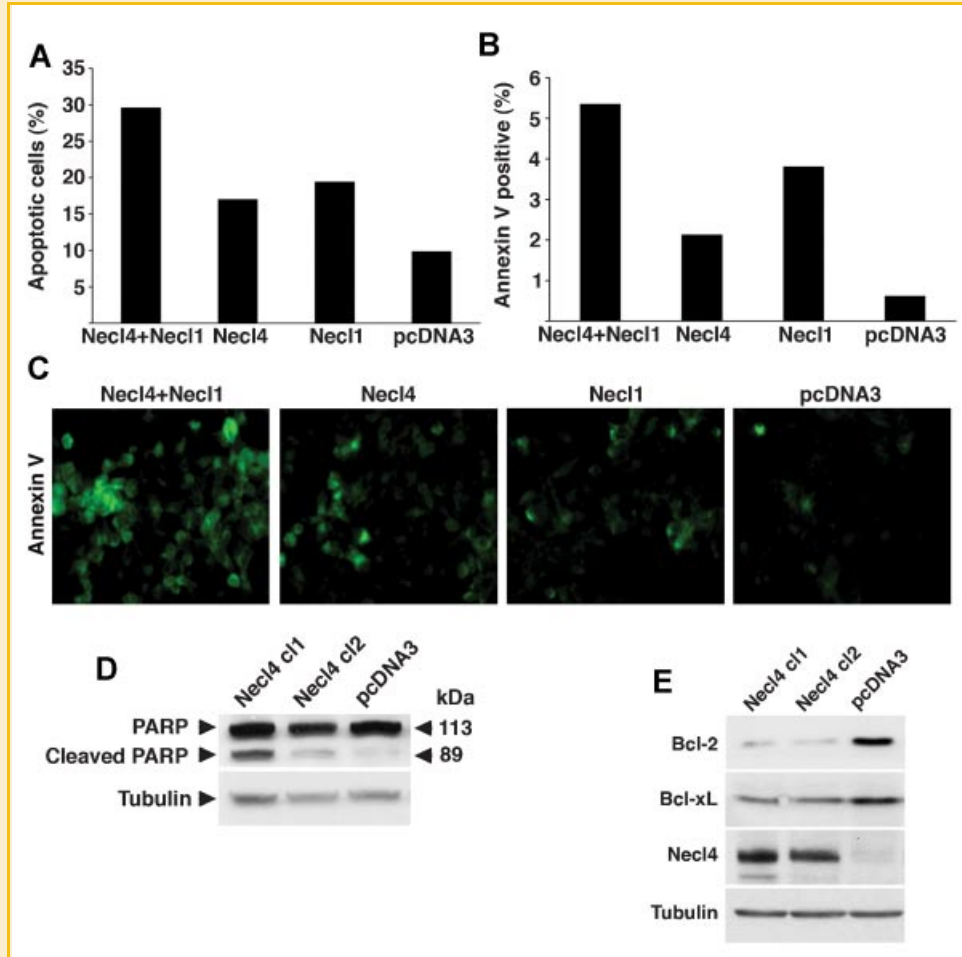 A
Apoptotic cells (%)
35
30
25
20
15
10
5
Necl4+Necl1 Necl4 Necl1 pcDNA3
B
Annexin V positive (%)
6
5
4
3
2
1
Necl4+Necl1 Necl4 Necl1 pcDNA3
C
Necl4+Necl1 Necl4 Necl1 pcDNA3
Annexin V
D
Necl4 cl1 Necl4 cl2 pcDNA3
kDa
PARP 113
Cleaved PARP 89
Tubulin
E
Necl4 cl1 Necl4 cl2 pcDNA3
Bcl-2
Bcl-xL
Necl4
Tubulin